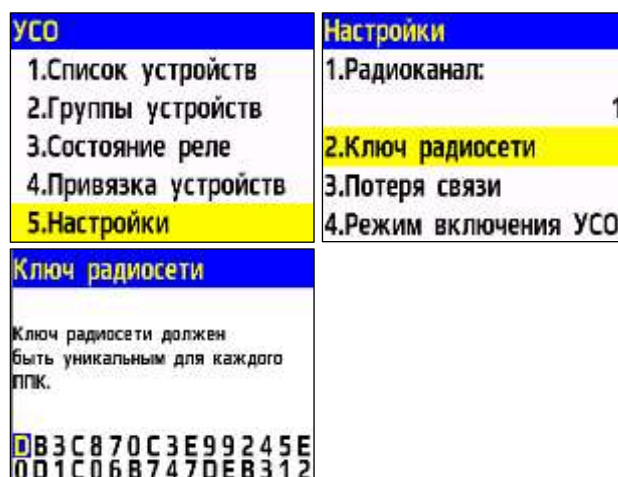 УСО
1.Список устройств
2.Группы устройств
3.Состояние реле
4.Привязка устройств
5.Настройки
Настройки
1.Радиоканал:
1
2.Ключ радиосети
3.Потеря связи
4.Режим включения УСО
Ключ радиосети
Ключ радиосети должен
быть уникальным для каждого
ППК.
DB3C870C3E99245E
0D1C06B747DEB312